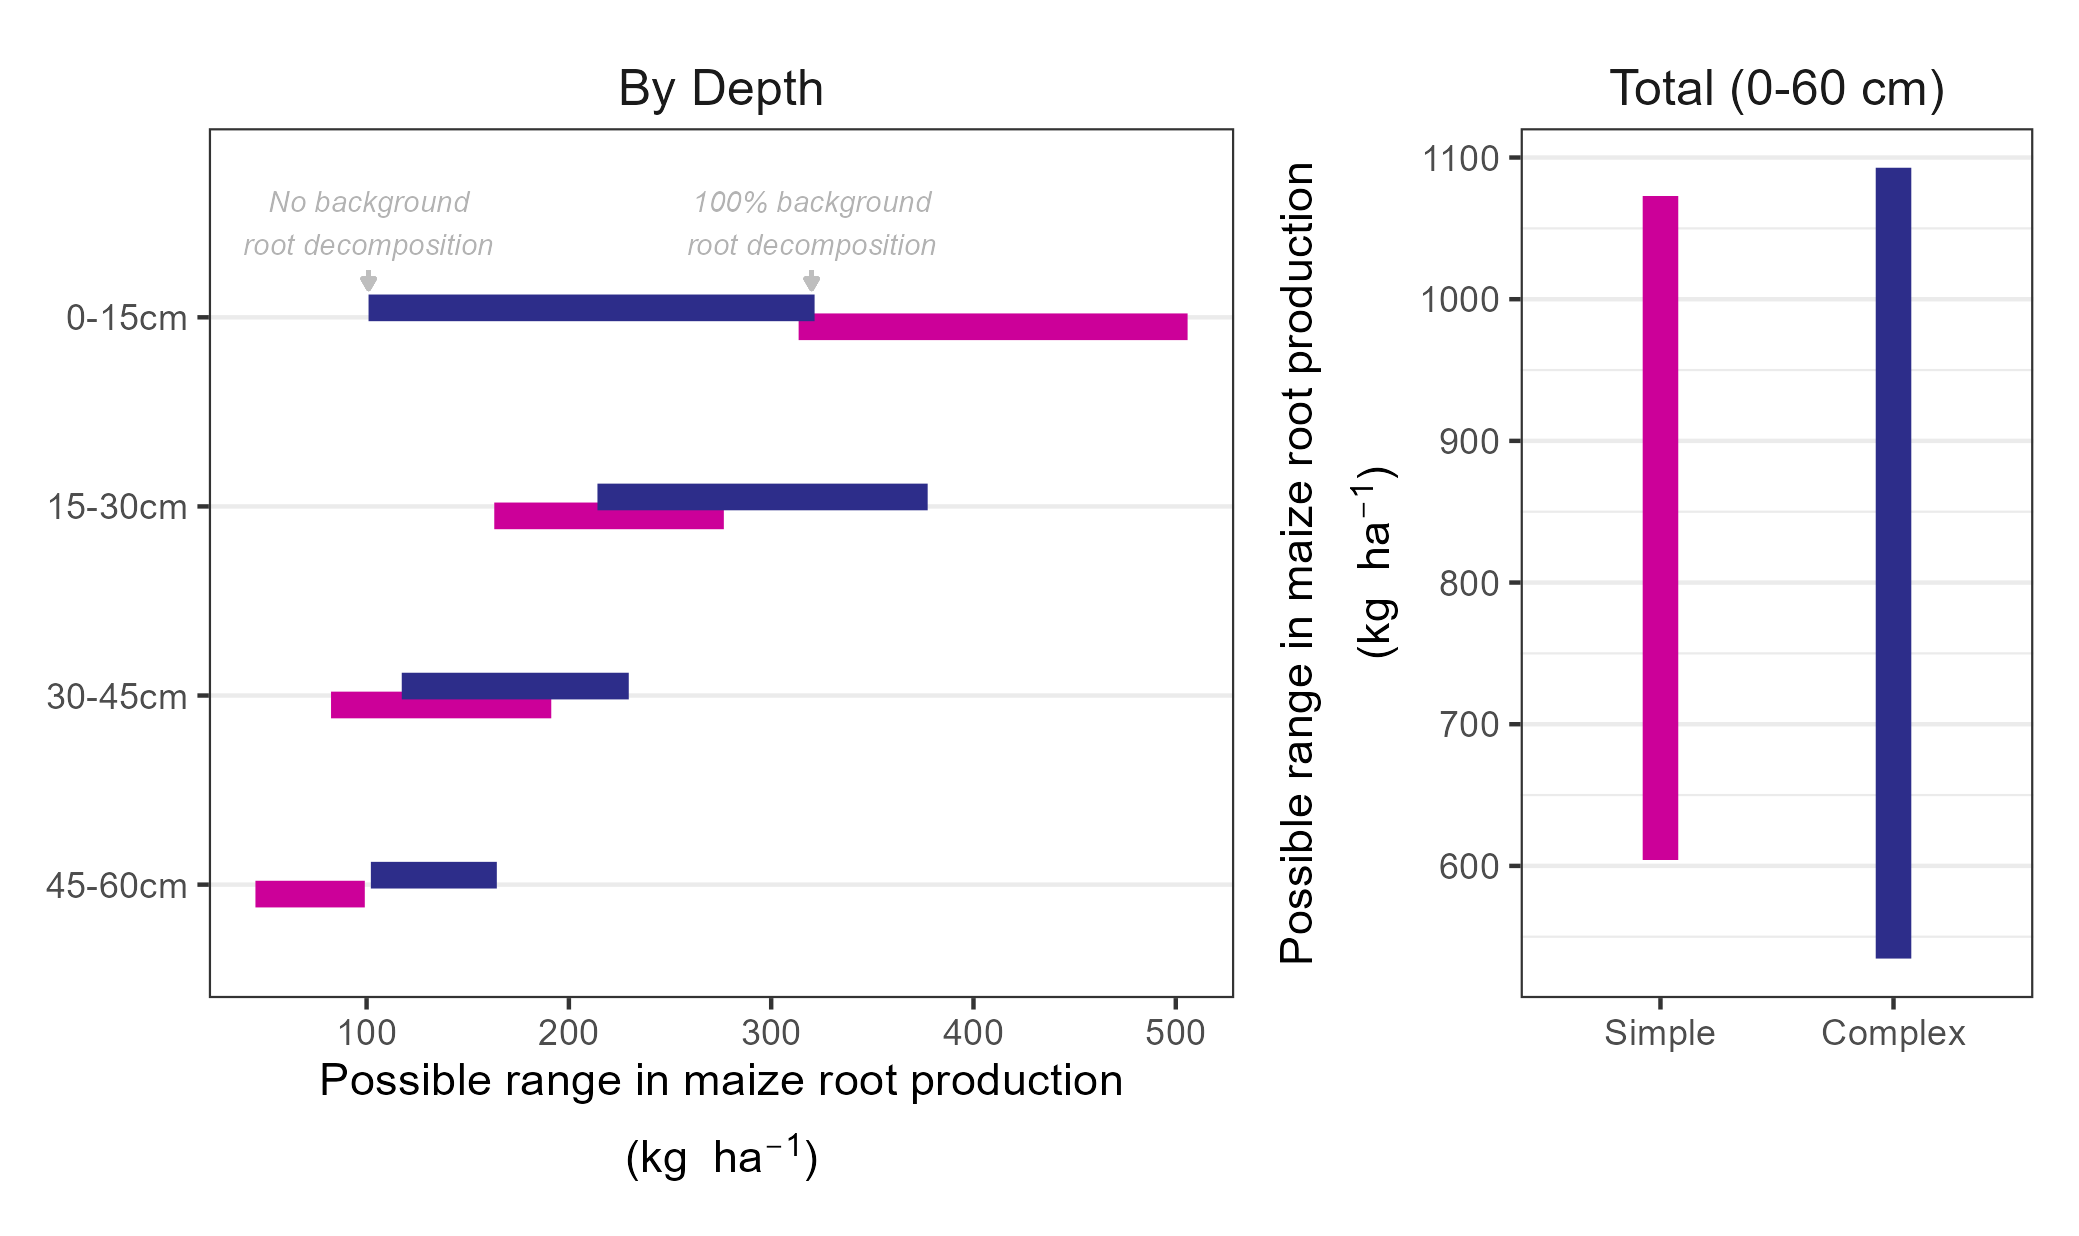 By Depth
No background
root decomposition
100% background
root decomposition
0-15cm
15-30cm
30-45cm
45-60cm
100 200 300 400 500
Possible range in maize root production
(kg ha⁻¹)
Total (0-60 cm)
Possible range in maize root production
(kg ha⁻¹)
1100
1000
900
800
700
600
Simple Complex